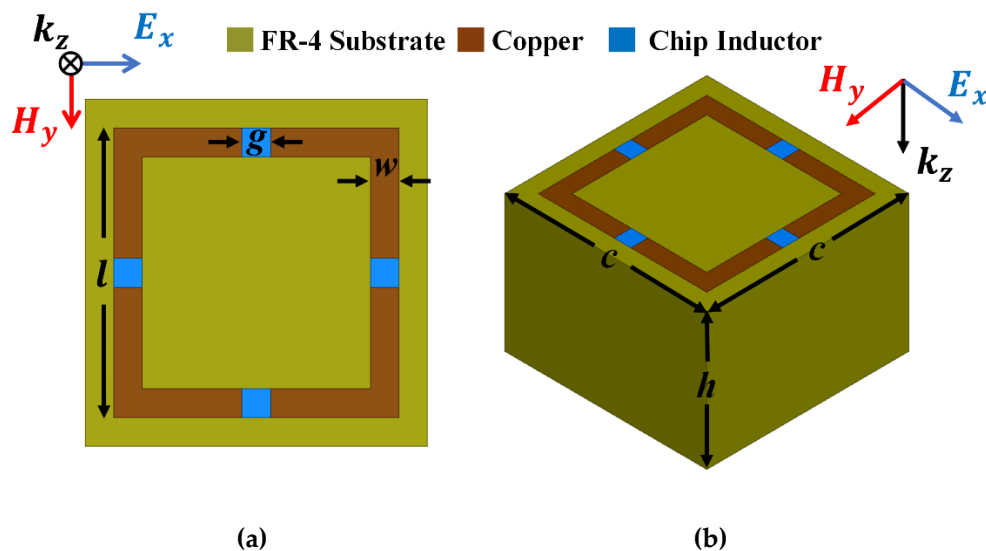 k_z E_x FR-4 Substrate Copper Chip Inductor
H_y
g
w
l
H_y E_x
k_z
c c
h
(a) (b)